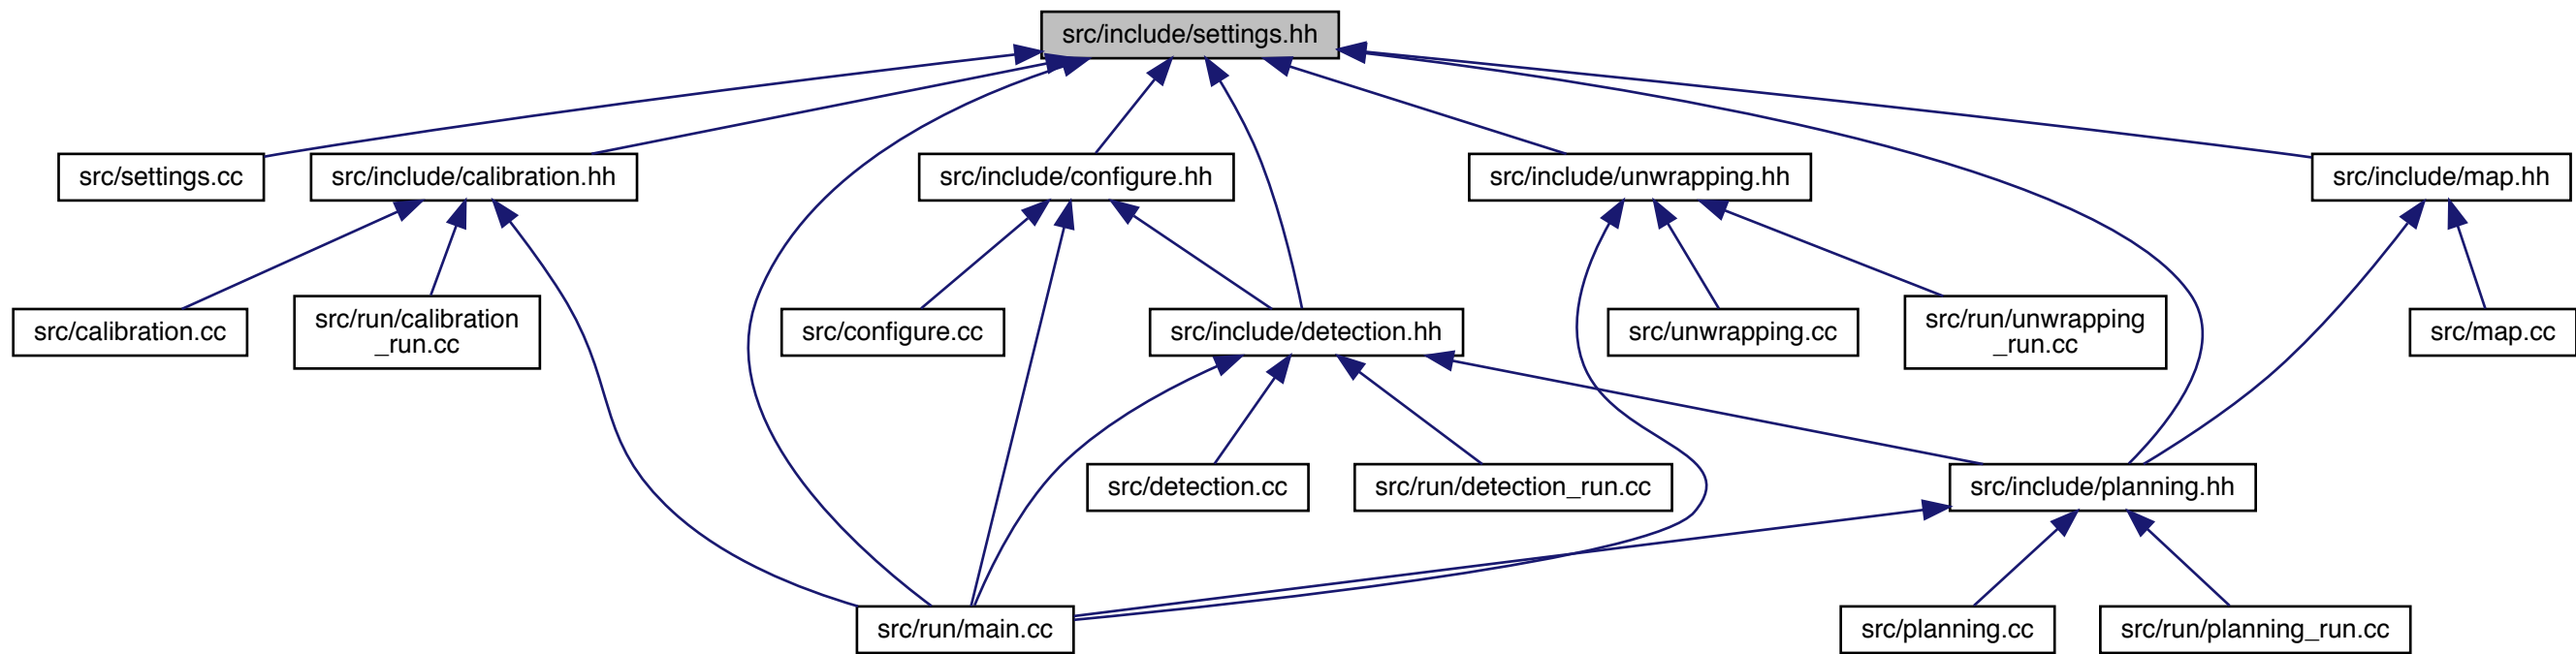 src/include/settings.hh
src/settings.cc
src/include/calibration.hh
src/include/configure.hh
src/include/unwrapping.hh
src/include/map.hh
src/calibration.cc
src/run/calibration
_run.cc
src/configure.cc
src/include/detection.hh
src/unwrapping.cc
src/run/unwrapping
_run.cc
src/map.cc
src/detection.cc
src/run/detection_run.cc
src/include/planning.hh
src/run/main.cc
src/planning.cc
src/run/planning_run.cc